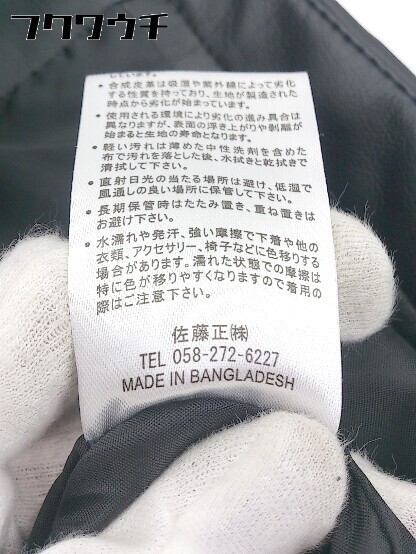 フクウクチ
しています。
• 合成皮革は吸湿や紫外線によって劣化
する性質を持っており、生地が製造された
時点から劣化が始まっています。
• 使用される環境により劣化の進み具合は
異なりますが、表面の浮き上がりや剥離が
始まると生地の寿命となります。
• 軽い汚れは薄めた中性洗剤を含めた
布で汚れを落とした後、水拭きと乾拭きで
清拭してください。
• 直射日光の当たる場所は避け、低湿で
風通しの良い場所に保管してください。
• 長期保管時はたたみ置き、重ね置きは
お避け下さい。
• 水濡れや発汗、強い摩擦で下着や他の
衣類、アクセサリー、椅子などに色移りする
場合があります。濡れた状態での摩擦は
特に色が移りやすくなりますので着用の
際はご注意下さい。
佐藤正㈱
TEL 058-272-6227
MADE IN BANGLADESH